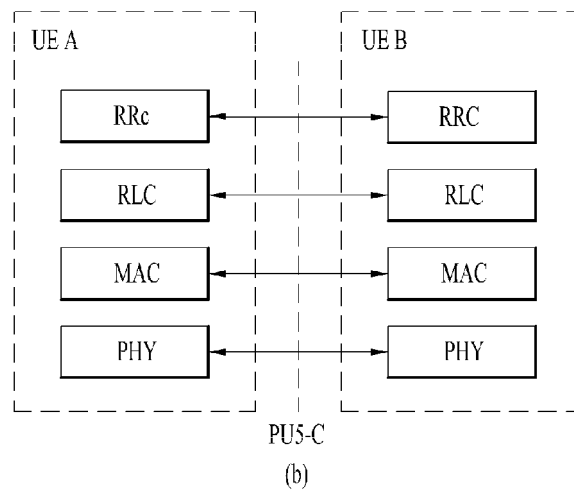 UE A
UE B
RRc
RRC
RLC
RLC
MAC
MAC
PHY
PHY
PU5-C
(b)